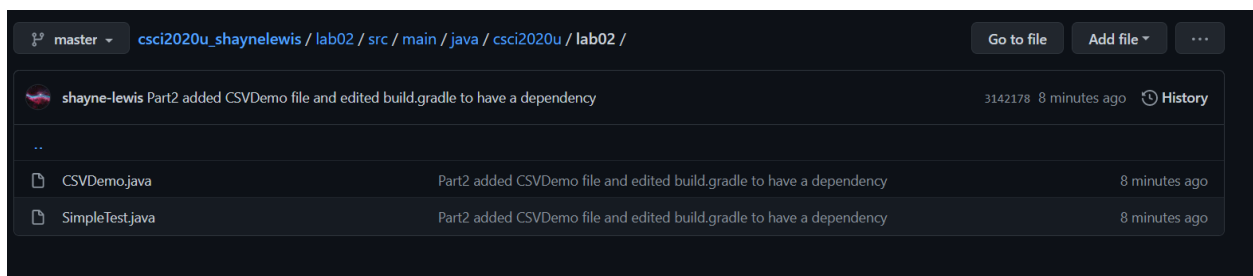 master csci2020u_shaynelewis / lab02 / src / main / java / csci2020u / lab02 / Go to file Add file ...
shayne-lewis Part2 added CSVDemo file and edited build.gradle to have a dependency 3142178 8 minutes ago History
..
CSVDemo.java Part2 added CSVDemo file and edited build.gradle to have a dependency 8 minutes ago
SimpleTest.java Part2 added CSVDemo file and edited build.gradle to have a dependency 8 minutes ago